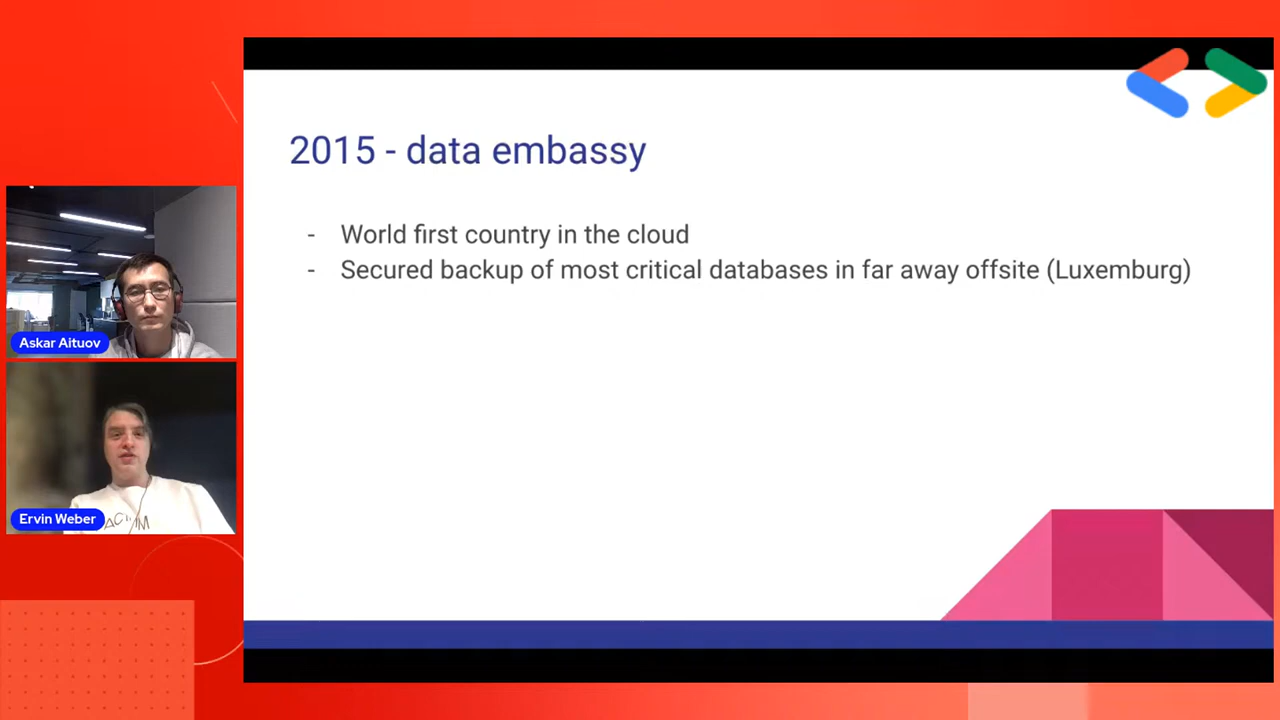 2015 - data embassy
- World first country in the cloud
- Secured backup of most critical databases in far away offsite (Luxemburg)
Askar Aituov
Ervin Weber